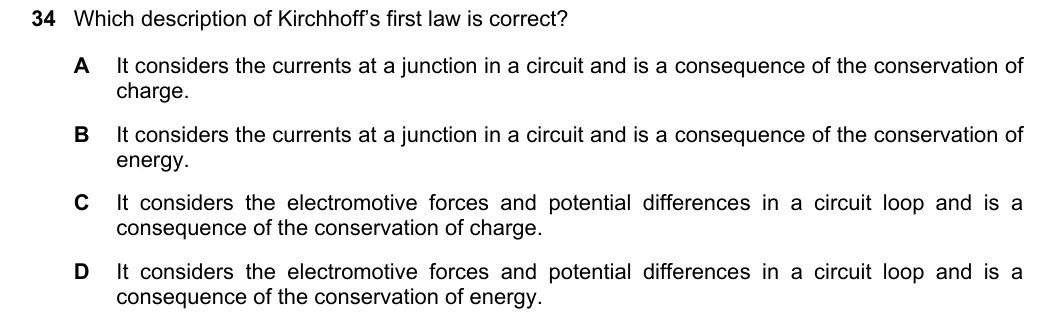 34 Which description of Kirchhoff's first law is correct?
A It considers the currents at a junction in a circuit and is a consequence of the conservation of
charge.
B It considers the currents at a junction in a circuit and is a consequence of the conservation of
energy.
C It considers the electromotive forces and potential differences in a circuit loop and is a
consequence of the conservation of charge.
D It considers the electromotive forces and potential differences in a circuit loop and is a
consequence of the conservation of energy.